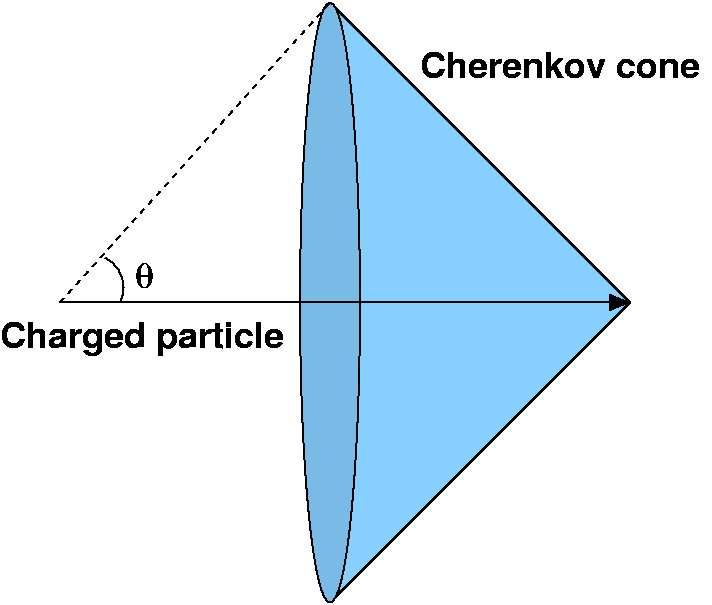 Cherenkov cone
θ
Charged particle